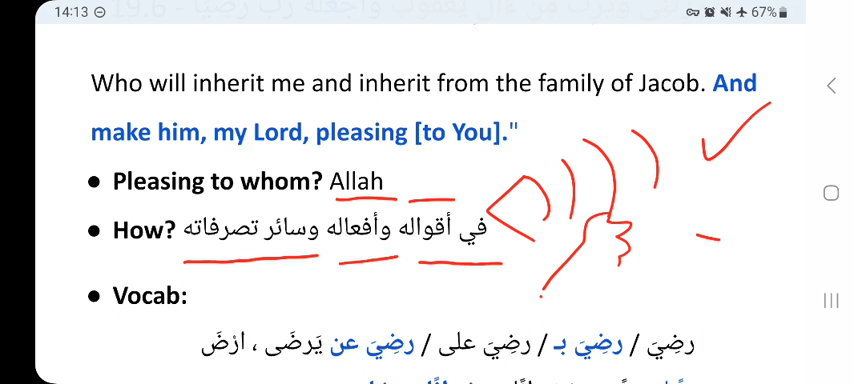 14:13
67%
Who will inherit me and inherit from the family of Jacob. And
make him, my Lord, pleasing [to You]."
• Pleasing to whom? Allah
• How? في أقواله وأفعاله وسائر تصرفاته
• Vocab:
رضِيَ / رضِيَ بـ / رضِيَ على / رضِيَ عن يَرضَى ، ارْضَ